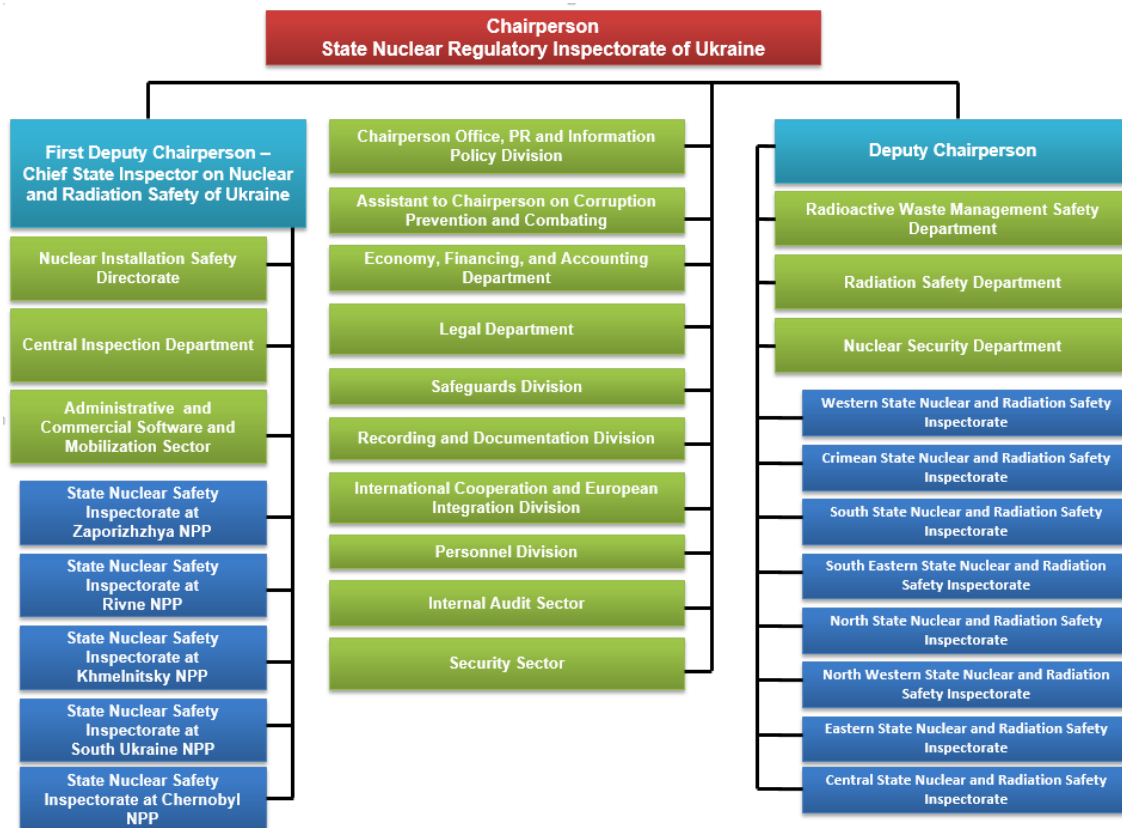 Chairperson
State Nuclear Regulatory Inspectorate of Ukraine
First Deputy Chairperson –
Chief State Inspector on Nuclear
and Radiation Safety of Ukraine
Nuclear Installation Safety
Directorate
Central Inspection Department
Administrative and
Commercial Software and
Mobilization Sector
State Nuclear Safety
Inspectorate at
Zaporizhzhya NPP
State Nuclear Safety
Inspectorate at
Rivne NPP
State Nuclear Safety
Inspectorate at
Khmelnitsky NPP
State Nuclear Safety
Inspectorate at
South Ukraine NPP
State Nuclear Safety
Inspectorate at Chernobyl
NPP
Chairperson Office, PR and Information
Policy Division
Assistant to Chairperson on Corruption
Prevention and Combating
Economy, Financing, and Accounting
Department
Legal Department
Safeguards Division
Recording and Documentation Division
International Cooperation and European
Integration Division
Personnel Division
Internal Audit Sector
Security Sector
Deputy Chairperson
Radioactive Waste Management Safety
Department
Radiation Safety Department
Nuclear Security Department
Western State Nuclear and Radiation Safety
Inspectorate
Crimean State Nuclear and Radiation Safety
Inspectorate
South State Nuclear and Radiation Safety
Inspectorate
South Eastern State Nuclear and Radiation
Safety Inspectorate
North State Nuclear and Radiation Safety
Inspectorate
North Western State Nuclear and Radiation
Safety Inspectorate
Eastern State Nuclear and Radiation Safety
Inspectorate
Central State Nuclear and Radiation Safety
Inspectorate